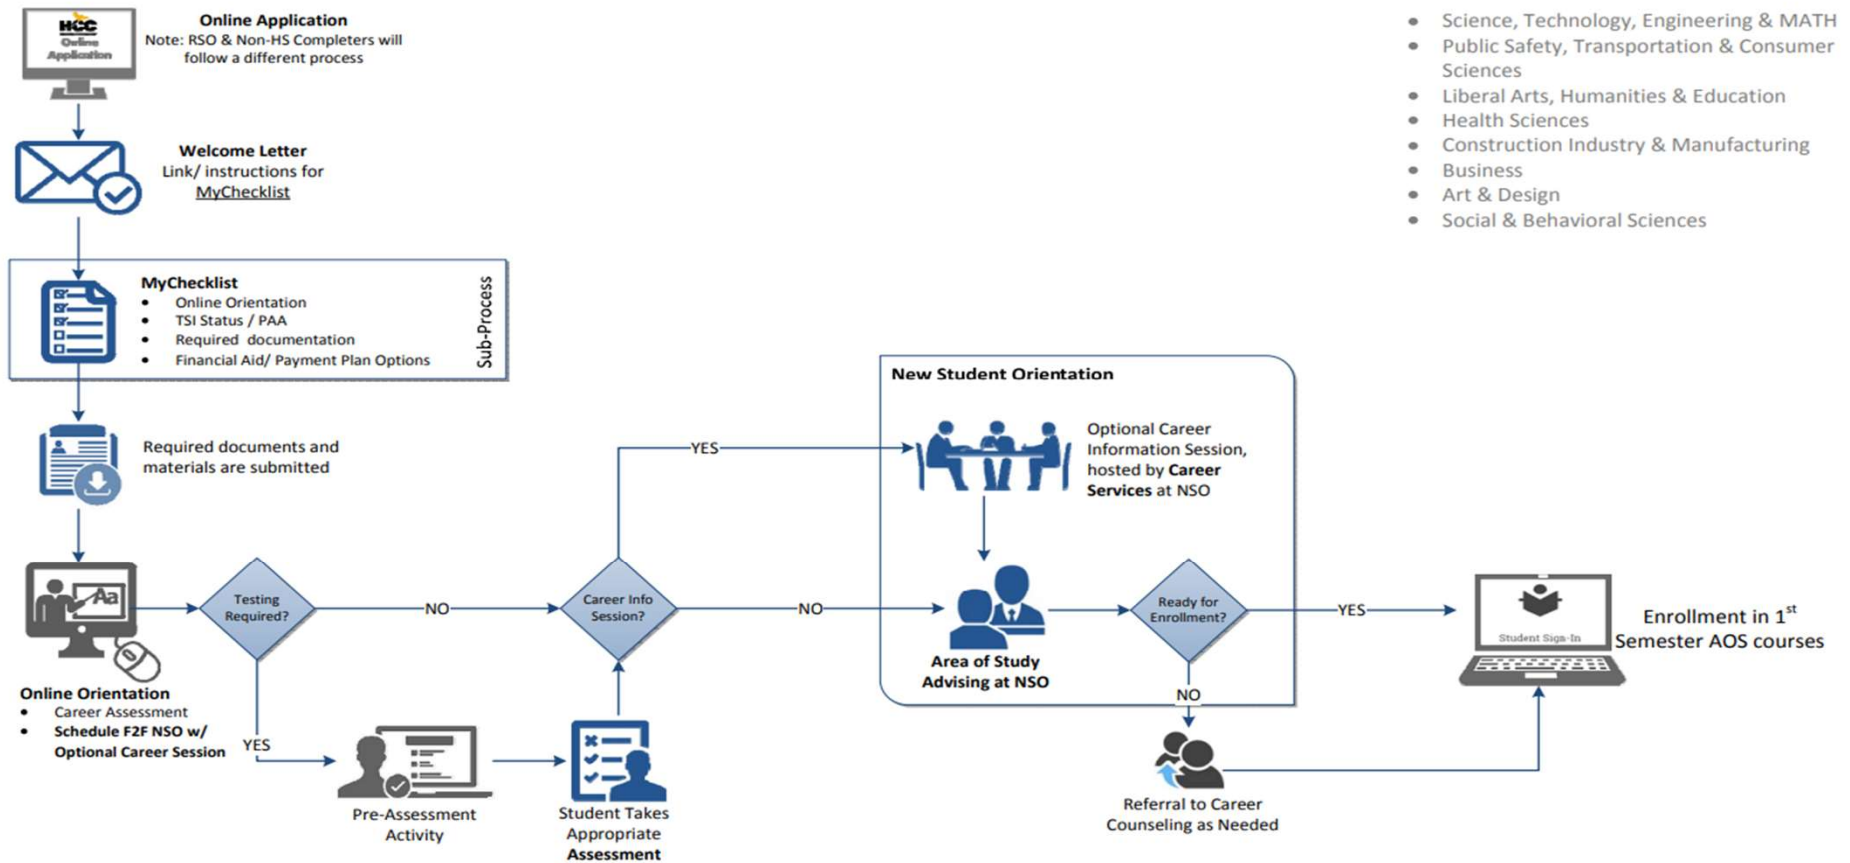 HCC
Online
Application
Online Application
Note: RSO & Non-HS Completers will
follow a different process
Welcome Letter
Link/ instructions for
MyChecklist
MyChecklist
• Online Orientation
• TSI Status / PAA
• Required documentation
• Financial Aid/ Payment Plan Options
Sub-Process
Required documents and
materials are submitted
Aa
Online Orientation
• Career Assessment
• Schedule F2F NSO w/
Optional Career Session
Testing
Required?
NO
YES
Pre-Assessment
Activity
Student Takes
Appropriate
Assessment
Career Info
Session?
YES
NO
New Student Orientation
Optional Career
Information Session,
hosted by Career
Services at NSO
Area of Study
Advising at NSO
Ready for
Enrollment?
YES
NO
Referral to Career
Counseling as Needed
Student Sign-In
Enrollment in 1st
Semester AOS courses
• Science, Technology, Engineering & MATH
• Public Safety, Transportation & Consumer
Sciences
• Liberal Arts, Humanities & Education
• Health Sciences
• Construction Industry & Manufacturing
• Business
• Art & Design
• Social & Behavioral Sciences